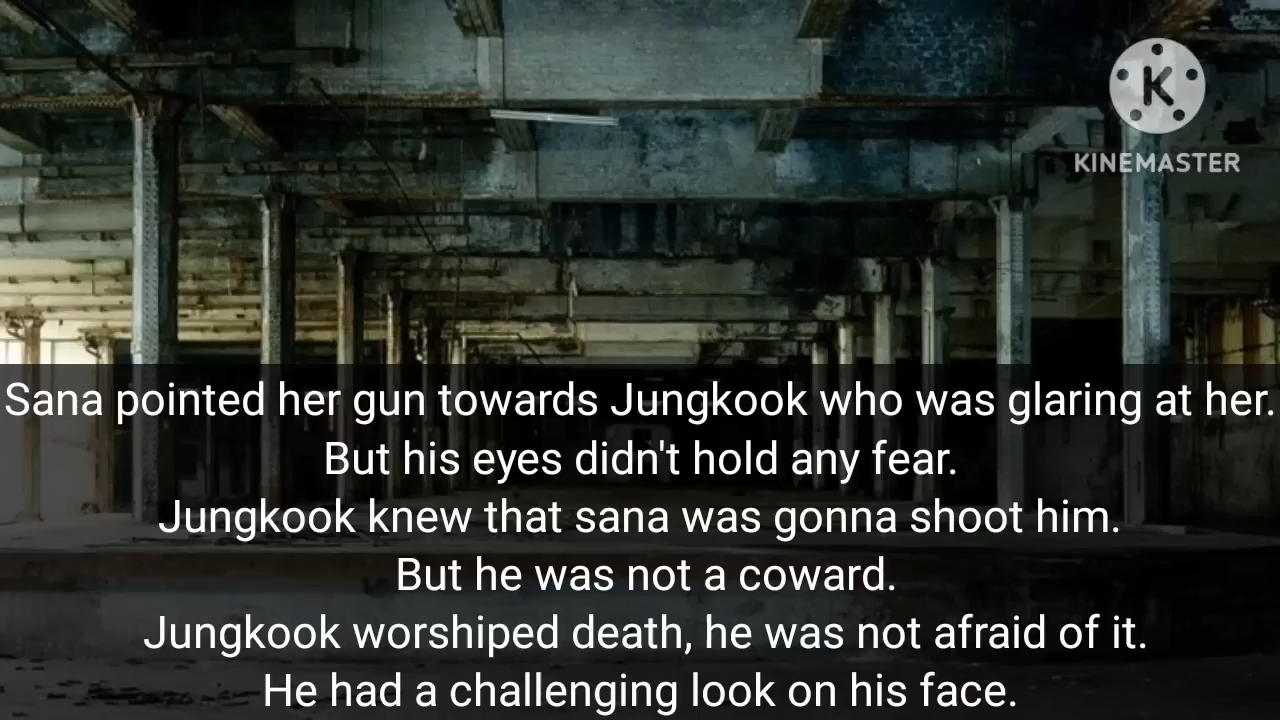 K
KINEMASTER
Sana pointed her gun towards Jungkook who was glaring at her.
But his eyes didn't hold any fear.
Jungkook knew that sana was gonna shoot him.
But he was not a coward.
Jungkook worshiped death, he was not afraid of it.
He had a challenging look on his face.